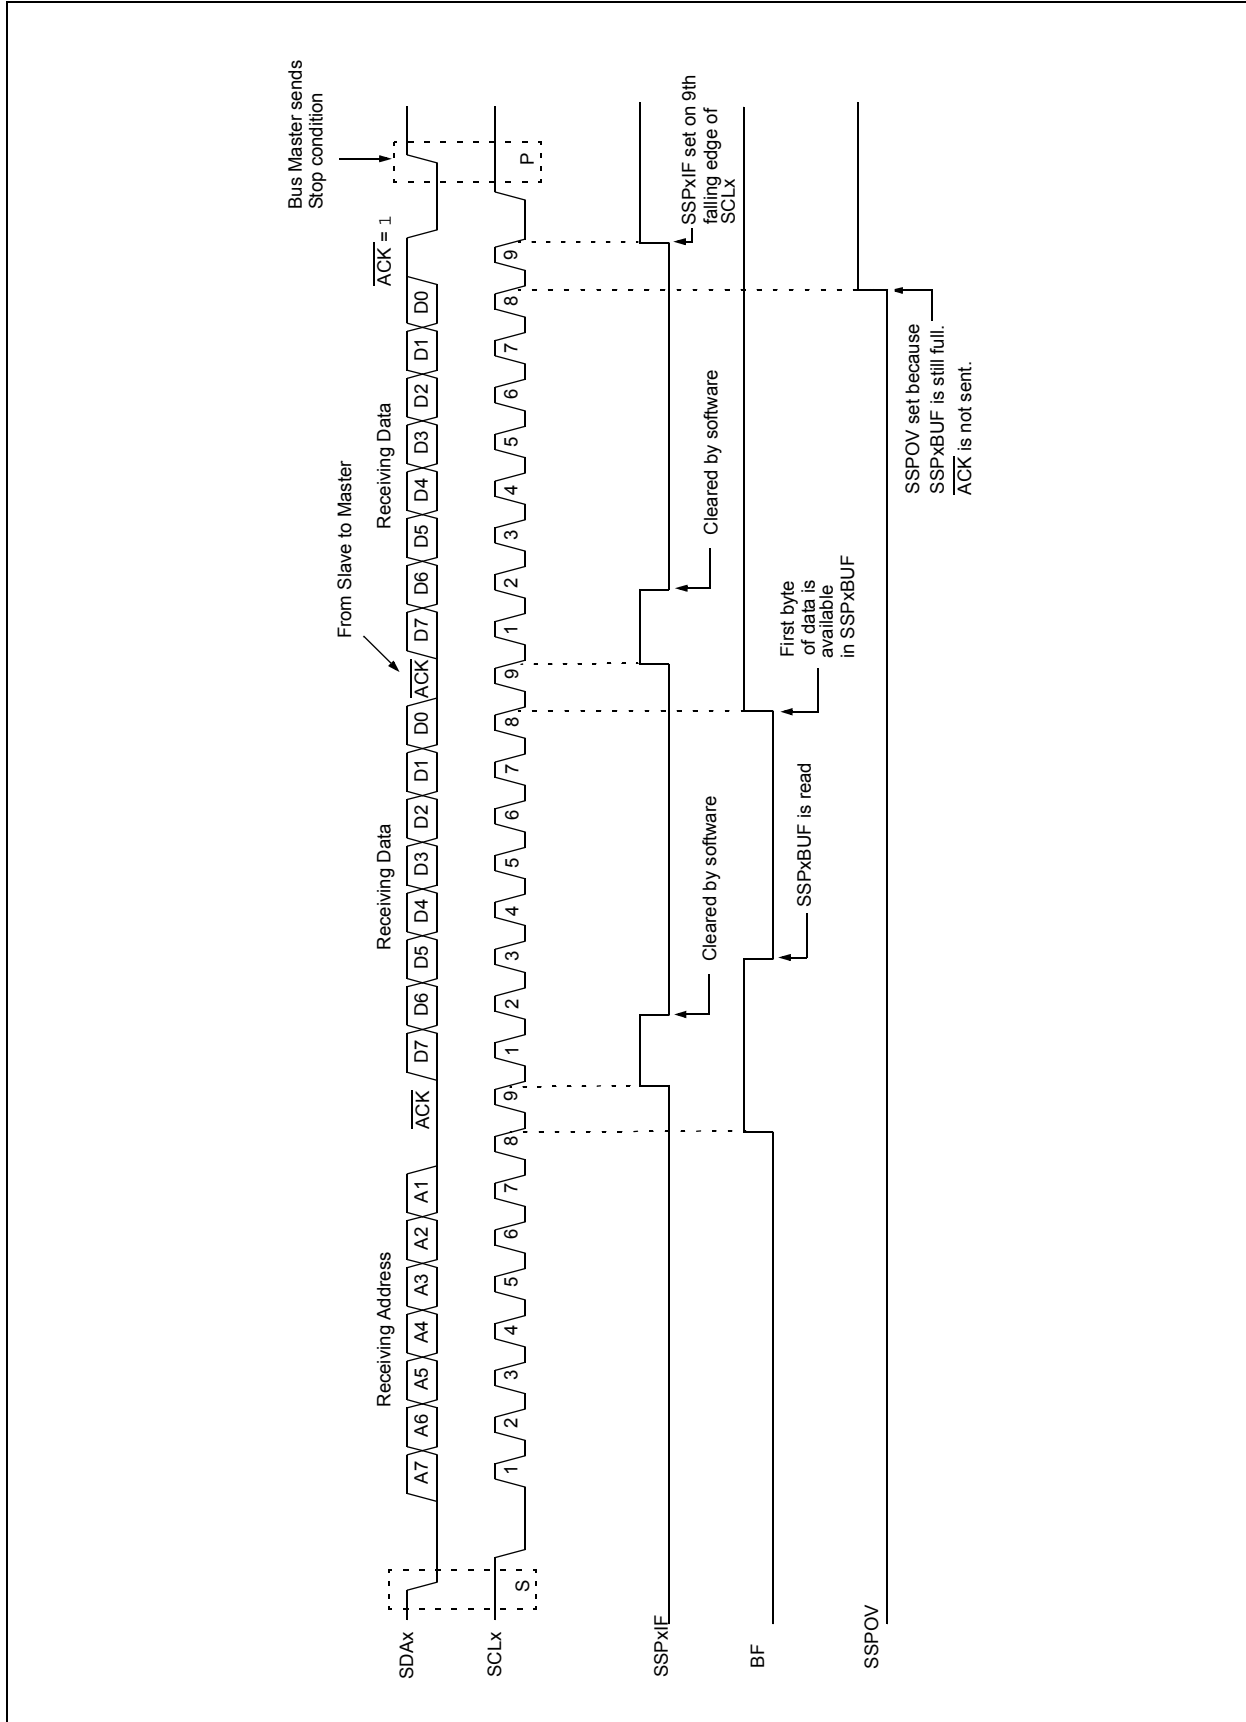 Bus Master sends
Stop condition
From Slave to Master
Receiving Address
Receiving Data
Receiving Data
ACK = 1
SDAx
A7 A6 A5 A4 A3 A2 A1
ACK
D7 D6 D5 D4 D3 D2 D1 D0
ACK
D7 D6 D5 D4 D3 D2 D1 D0
SCLx
S
1 2 3 4 5 6 7 8 9
1 2 3 4 5 6 7 8 9
1 2 3 4 5 6 7 8 9
P
SSPxIF
Cleared by software
Cleared by software
SSPxIF set on 9th
falling edge of
SCLx
BF
SSPxBUF is read
First byte
of data is
available
in SSPxBUF
SSPOV
SSPOV set because
SSPxBUF is still full.
ACK is not sent.